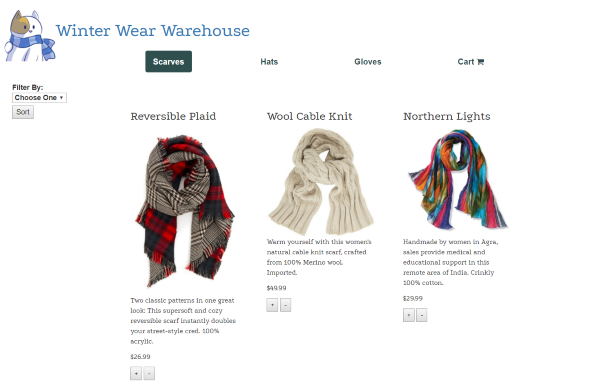 Winter Wear Warehouse
Scarves
Hats
Gloves
Cart
Filter By:
Choose One
Sort
Reversible Plaid
Two classic patterns in one great
look: This supersoft and cozy
reversible scarf instantly doubles
your street-style cred. 100%
acrylic.
$26.99
+ -
Wool Cable Knit
Warm yourself with this women's
natural cable knit scarf, crafted
from 100% Merino wool.
Imported.
$49.99
+ -
Northern Lights
Handmade by women in Agra,
sales provide medical and
educational support in this
remote area of India. Crinkly
100% cotton.
$29.99
+ -